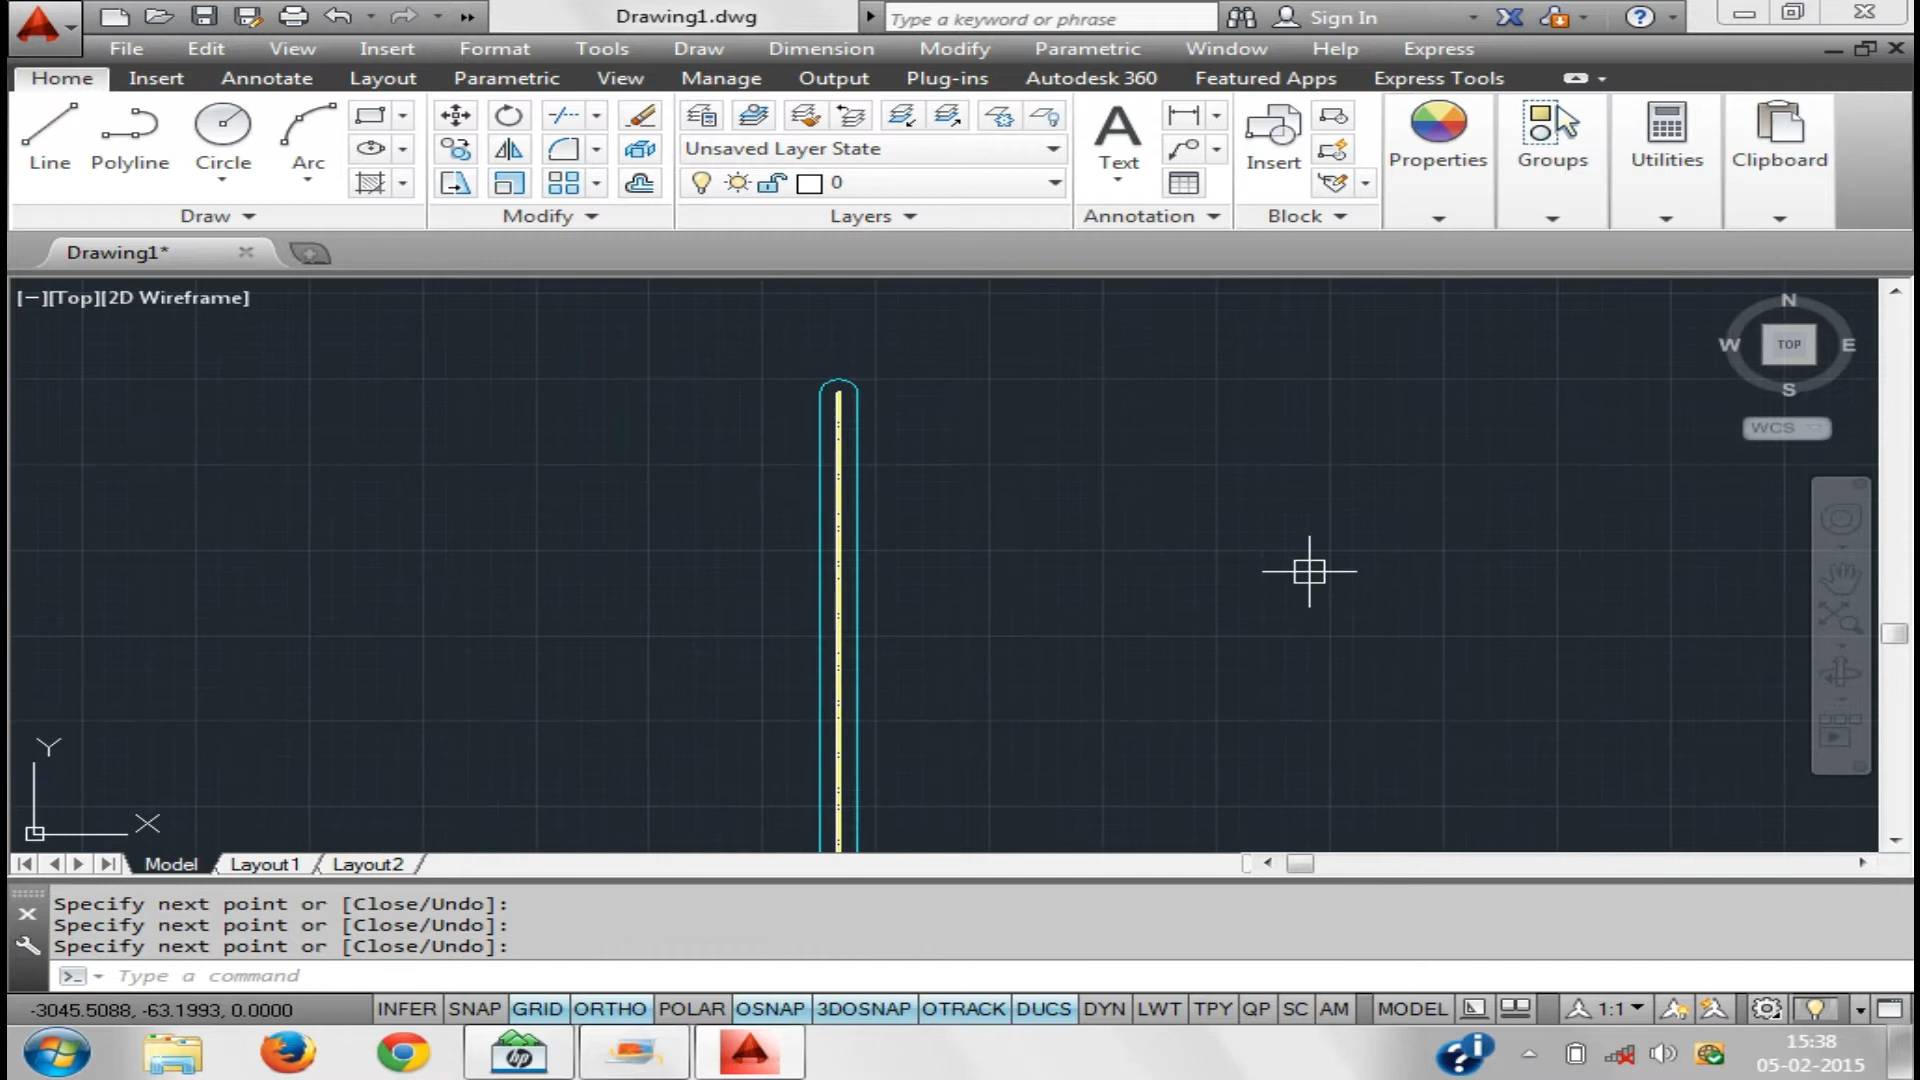 Drawing1.dwg
Type a keyword or phrase
Sign In
File Edit View Insert Format Tools Draw Dimension Modify Parametric Window Help Express
Home Insert Annotate Layout Parametric View Manage Output Plug-ins Autodesk 360 Featured Apps Express Tools
Line Polyline Circle Arc
Unsaved Layer State
0
A
Text
Insert
Properties
Groups
Utilities
Clipboard
Draw
Modify
Layers
Annotation
Block
Drawing1*
[−][Top][2D Wireframe]
N
W TOP E
S
WCS
Y
X
Model Layout1 Layout2
Specify next point or [Close/Undo]:
Specify next point or [Close/Undo]:
Specify next point or [Close/Undo]:
Type a command
-3045.5088, -63.1993, 0.0000 INFER SNAP GRID ORTHO POLAR OSNAP 3DOSNAP OTRACK DUCS DYN LWT TPY QP SC AM MODEL 1:1
hp
15:38
05-02-2015